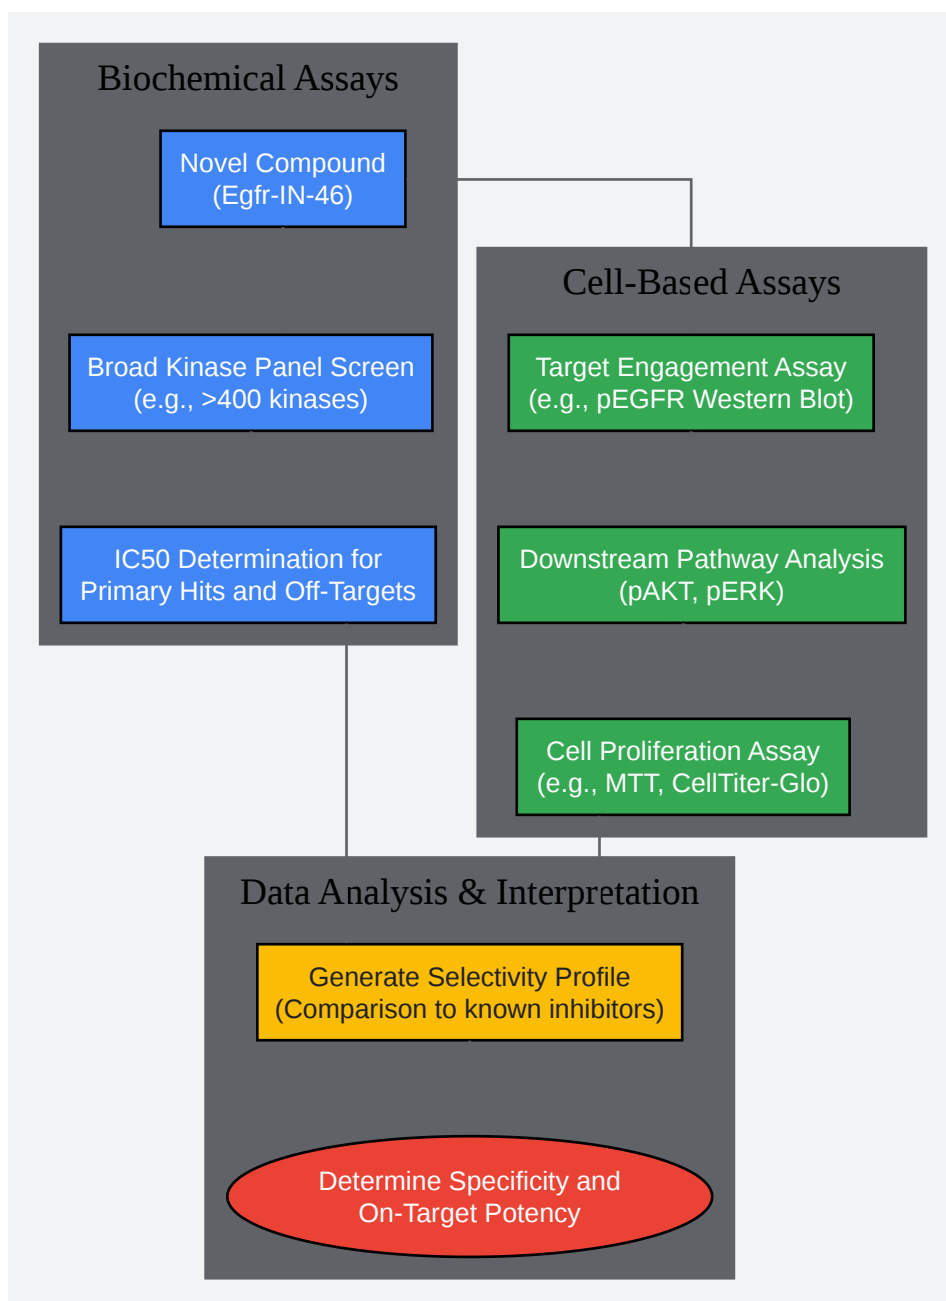 Biochemical Assays
Novel Compound
(Egfr-IN-46)
Broad Kinase Panel Screen
(e.g., >400 kinases)
IC50 Determination for
Primary Hits and Off-Targets
Cell-Based Assays
Target Engagement Assay
(e.g., pEGFR Western Blot)
Downstream Pathway Analysis
(pAKT, pERK)
Cell Proliferation Assay
(e.g., MTT, CellTiter-Glo)
Data Analysis & Interpretation
Generate Selectivity Profile
(Comparison to known inhibitors)
Determine Specificity and
On-Target Potency